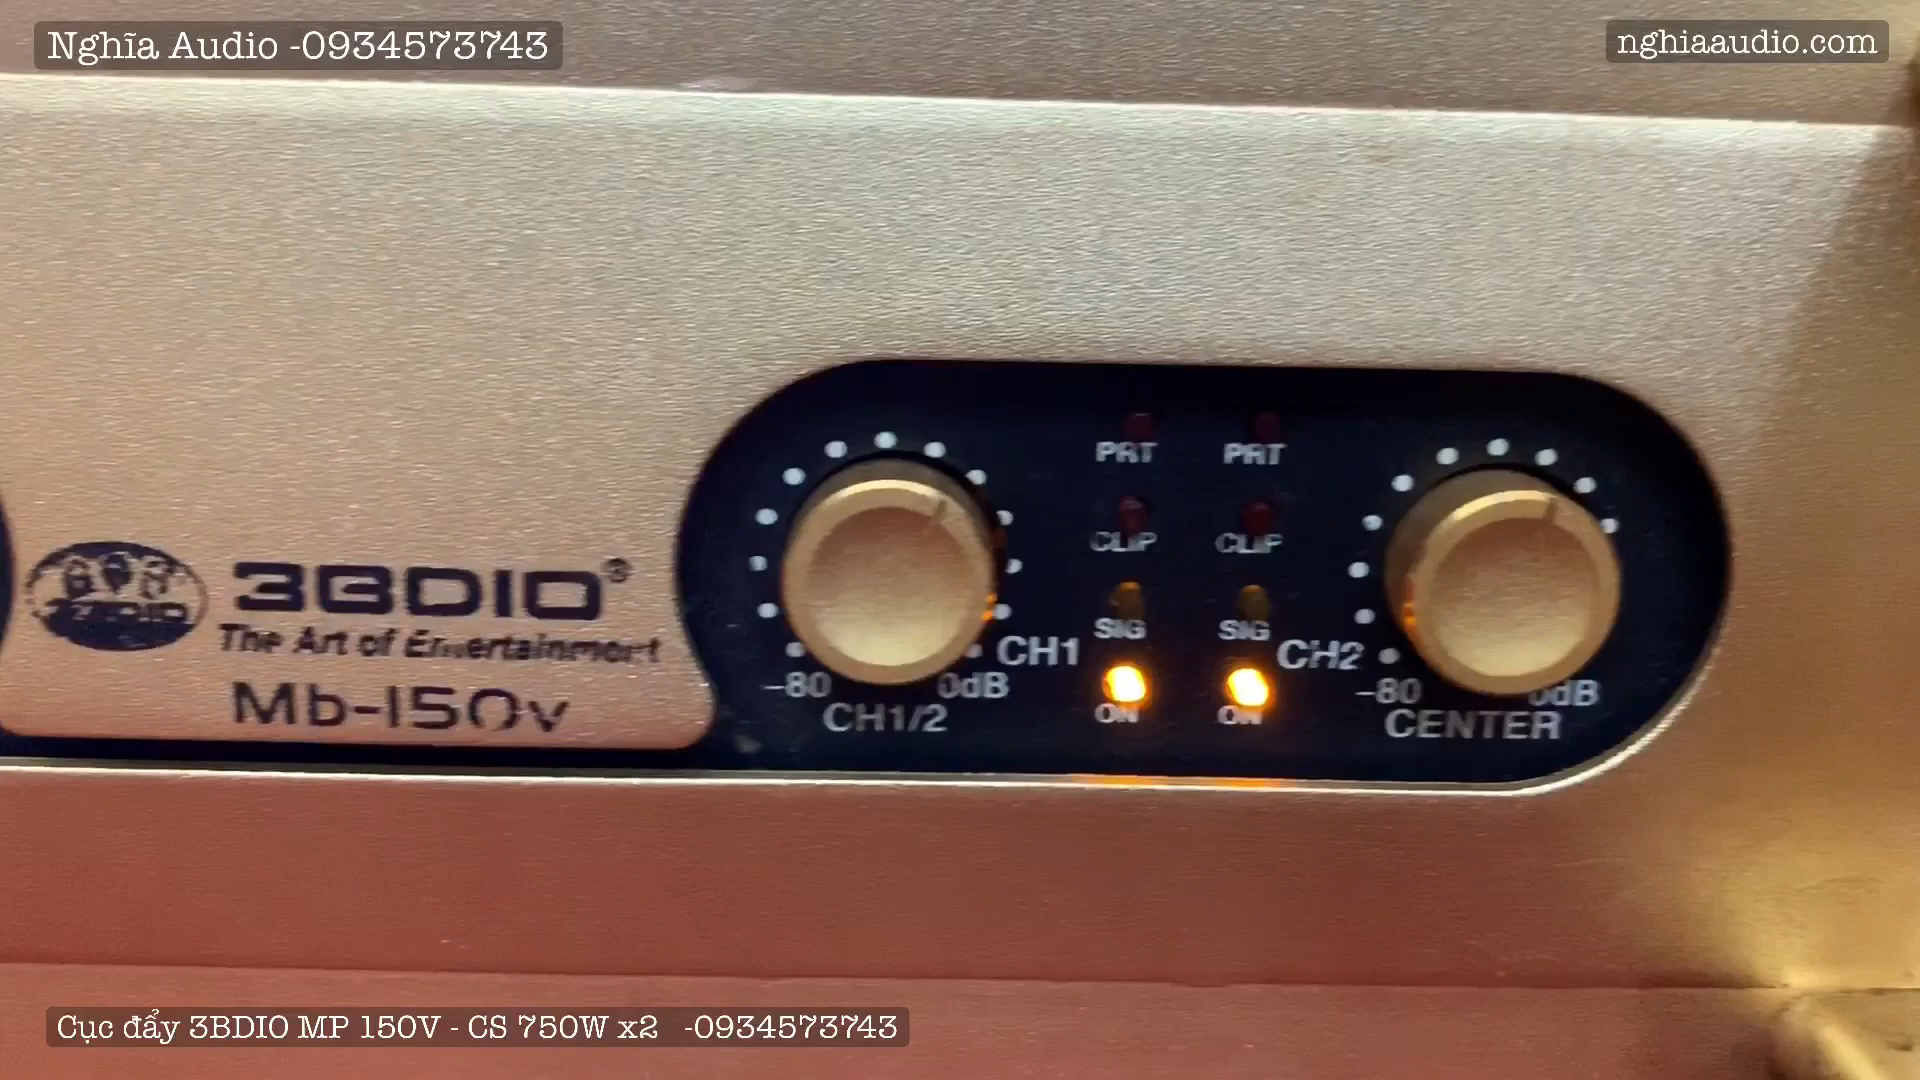 Nghĩa Audio -0934573743
nghiaaudio.com
3BDIO®
The Art of Entertainment
Mb-150v
PRT PRT
CLIP CLIP
SIG SIG
CH1 CH2
-80 0dB
CH1/2
ON ON
-80 0dB
CENTER
Cục đẩy 3BDIO MP 150V - CS 750W x2 -0934573743